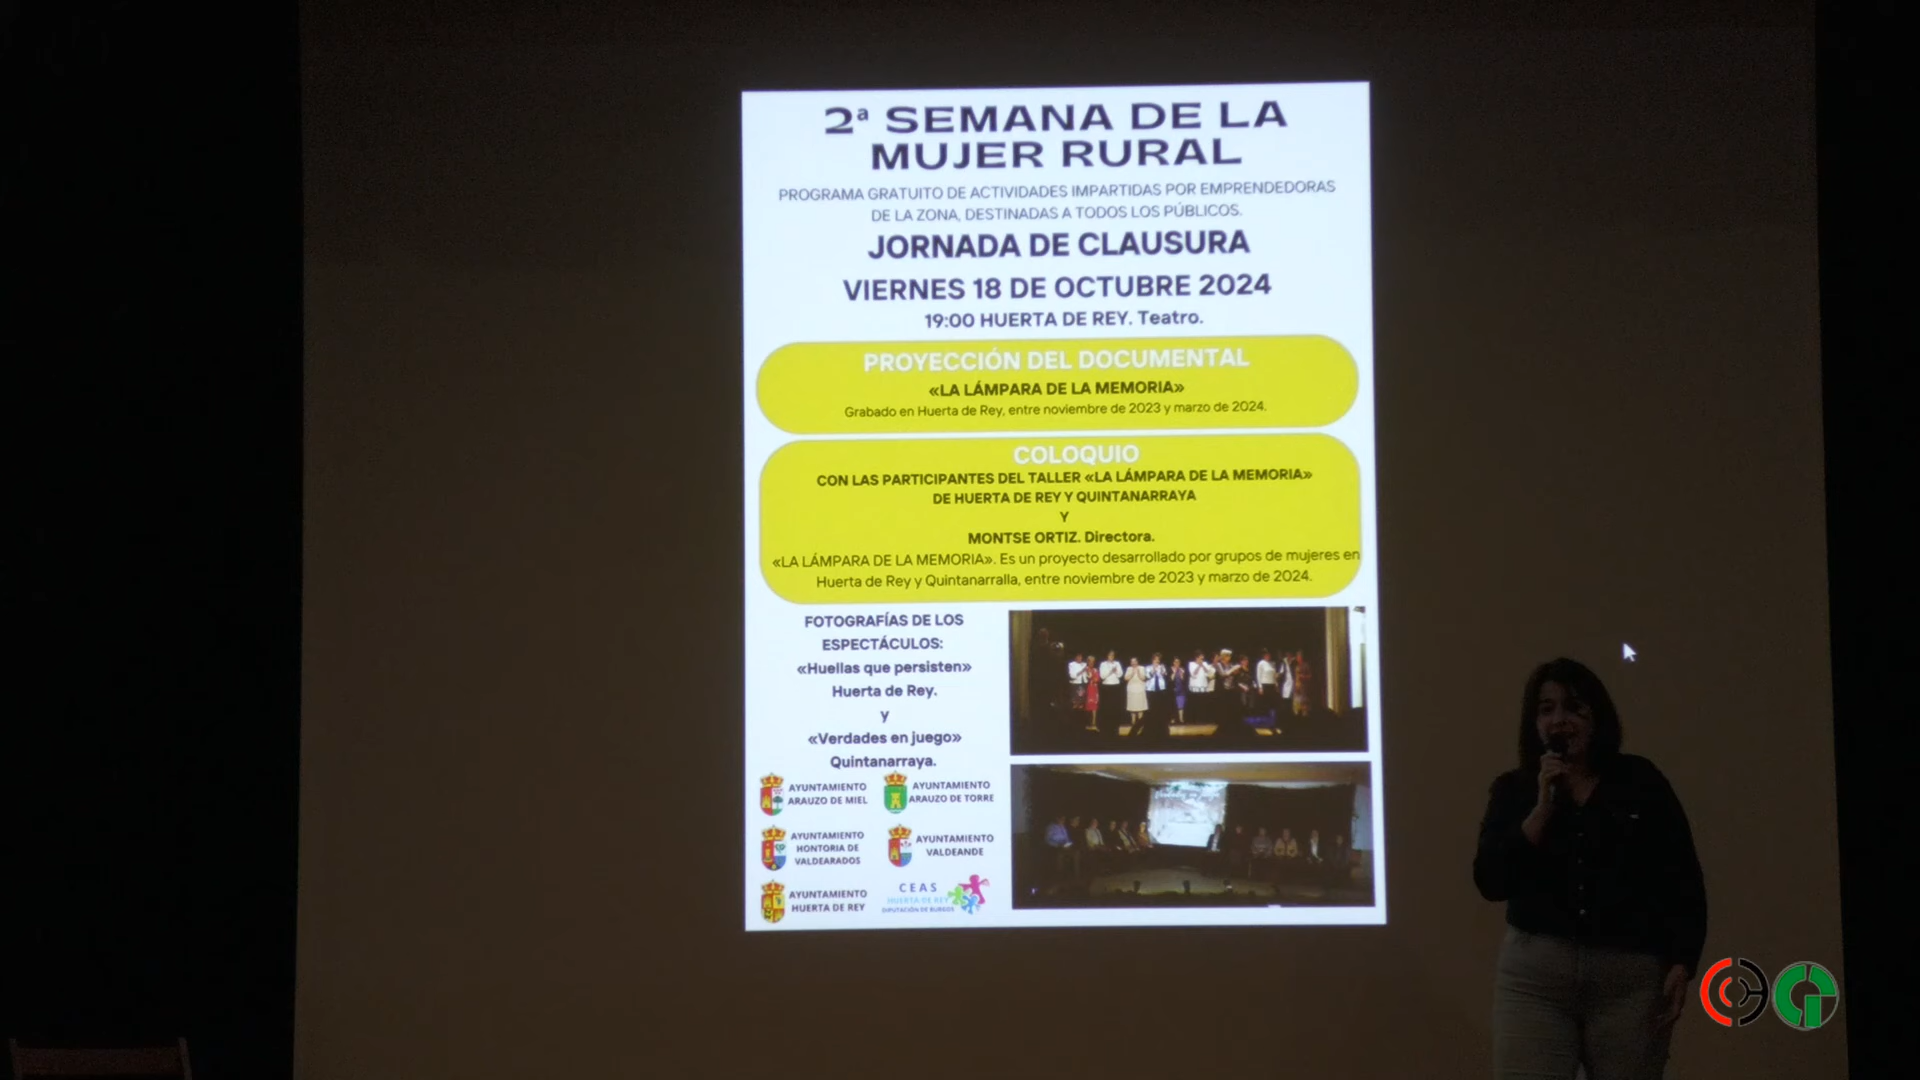 2ª SEMANA DE LA
MUJER RURAL
PROGRAMA GRATUITO DE ACTIVIDADES IMPARTIDAS POR EMPRENDEDORAS
DE LA ZONA, DESTINADAS A TODOS LOS PÚBLICOS.
JORNADA DE CLAUSURA
VIERNES 18 DE OCTUBRE 2024
19:00 HUERTA DE REY. Teatro.
PROYECCIÓN DEL DOCUMENTAL
«LA LÁMPARA DE LA MEMORIA»
Grabado en Huerta de Rey, entre noviembre de 2023 y marzo de 2024.
COLOQUIO
CON LAS PARTICIPANTES DEL TALLER «LA LÁMPARA DE LA MEMORIA»
DE HUERTA DE REY Y QUINTANARRAYA
Y
MONTSE ORTIZ. Directora.
«LA LÁMPARA DE LA MEMORIA». Es un proyecto desarrollado por grupos de mujeres en
Huerta de Rey y Quintanarralla, entre noviembre de 2023 y marzo de 2024.
FOTOGRAFÍAS DE LOS
ESPECTÁCULOS:
«Huellas que persisten»
Huerta de Rey.
y
«Verdades en juego»
Quintanarraya.
AYUNTAMIENTO
ARAUZO DE MIEL
AYUNTAMIENTO
ARAUZO DE TORRE
AYUNTAMIENTO
HONTORIA DE
VALDEARADOS
AYUNTAMIENTO
VALDEANDE
AYUNTAMIENTO
HUERTA DE REY
CEAS
HUERTA DE REY
DIPUTACIÓN DE BURGOS